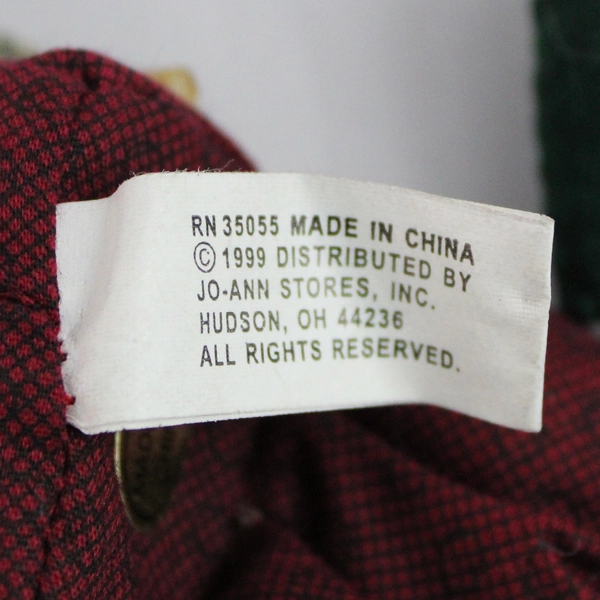 RN 35055 MADE IN CHINA
© 1999 DISTRIBUTED BY
JO-ANN STORES, INC.
HUDSON, OH 44236
ALL RIGHTS RESERVED.